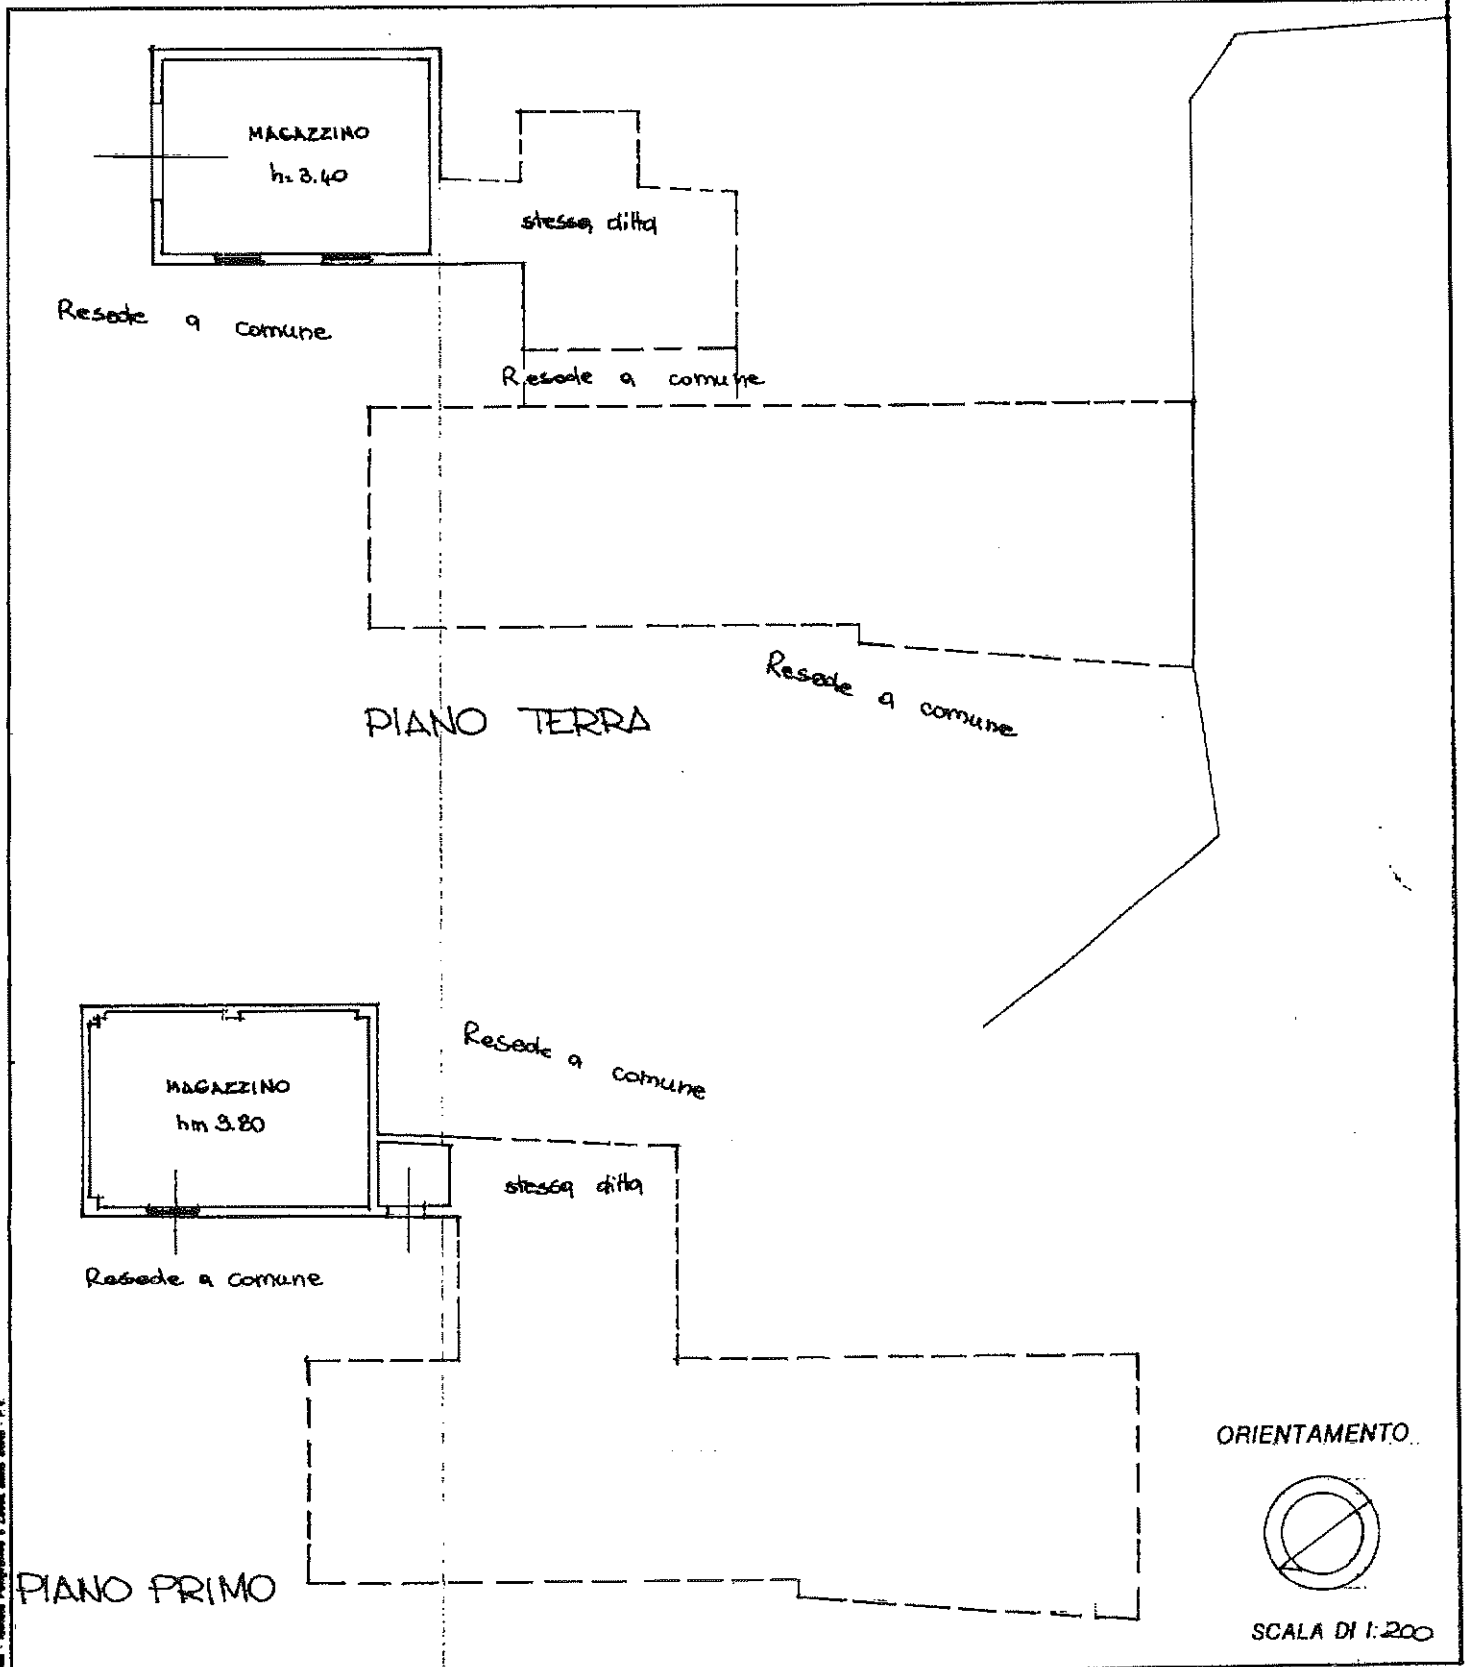 MAGAZZINO
h= 3.40
stessa ditta
Resede a comune
Resede a comune
Resede a comune
PIANO TERRA
Resede a comune
MAGAZZINO
hm 3.80
stessa ditta
Resede a comune
ORIENTAMENTO
PIANO PRIMO
SCALA DI 1:200